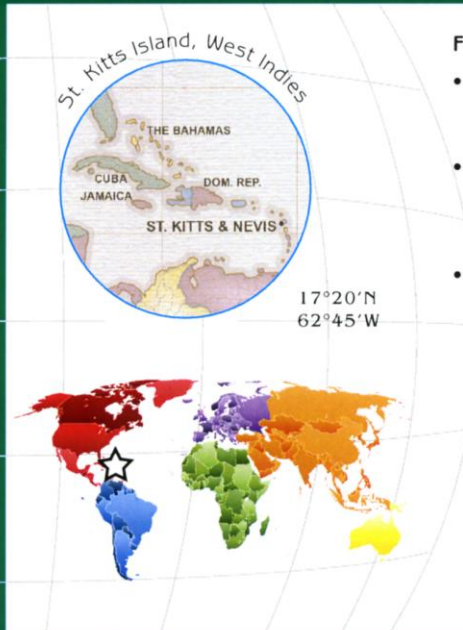 St. Kitts Island, West Indies
THE BAHAMAS
CUBA
DOM. REP.
JAMAICA
ST. KITTS & NEVIS
17°20'N
62°45'W
F
•
•
•